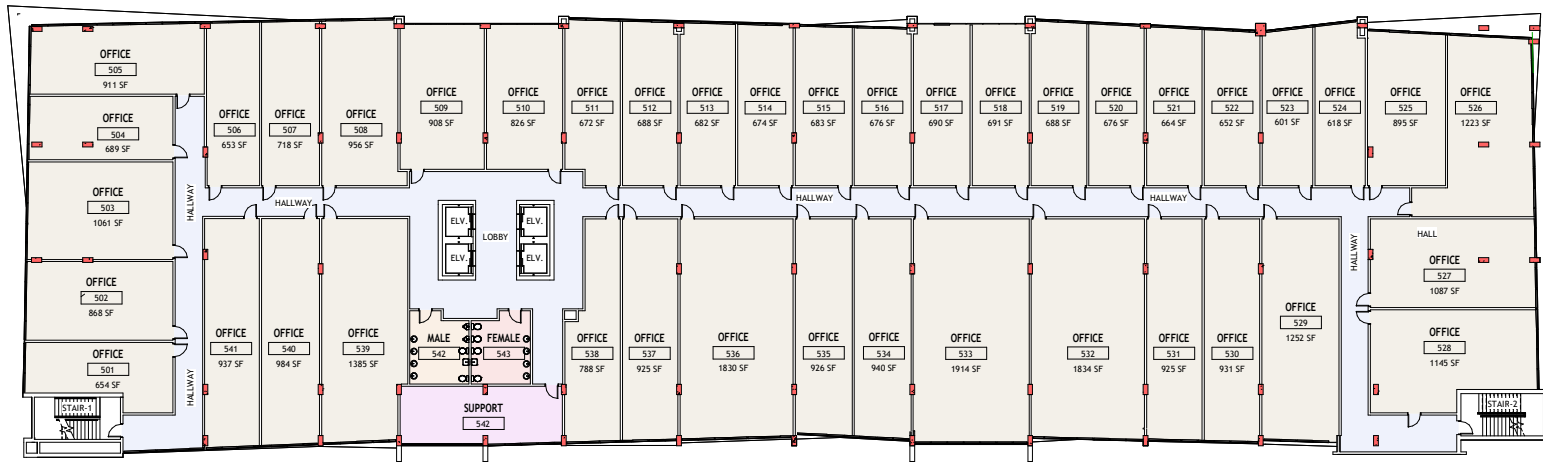 OFFICE
505
911 SF
OFFICE
504
689 SF
OFFICE
503
1061 SF
OFFICE
502
868 SF
OFFICE
501
654 SF
STAIR-1
HALLWAY
HALLWAY
OFFICE
506
653 SF
OFFICE
507
718 SF
OFFICE
508
956 SF
OFFICE
509
908 SF
OFFICE
510
826 SF
OFFICE
511
672 SF
OFFICE
512
688 SF
OFFICE
513
682 SF
OFFICE
514
674 SF
OFFICE
515
683 SF
OFFICE
516
676 SF
OFFICE
517
690 SF
OFFICE
518
691 SF
OFFICE
519
688 SF
OFFICE
520
676 SF
OFFICE
521
664 SF
OFFICE
522
652 SF
OFFICE
523
601 SF
OFFICE
524
618 SF
OFFICE
525
895 SF
OFFICE
526
1223 SF
HALLWAY
HALLWAY
HALLWAY
ELV.
ELV.
LOBBY
ELV.
ELV.
HALLWAY
HALL
OFFICE
527
1087 SF
OFFICE
541
937 SF
OFFICE
540
984 SF
OFFICE
539
1385 SF
MALE
542
FEMALE
543
SUPPORT
542
OFFICE
538
788 SF
OFFICE
537
925 SF
OFFICE
536
1830 SF
OFFICE
535
926 SF
OFFICE
534
940 SF
OFFICE
533
1914 SF
OFFICE
532
1834 SF
OFFICE
531
925 SF
OFFICE
530
931 SF
OFFICE
529
1252 SF
OFFICE
528
1145 SF
STAIR-2